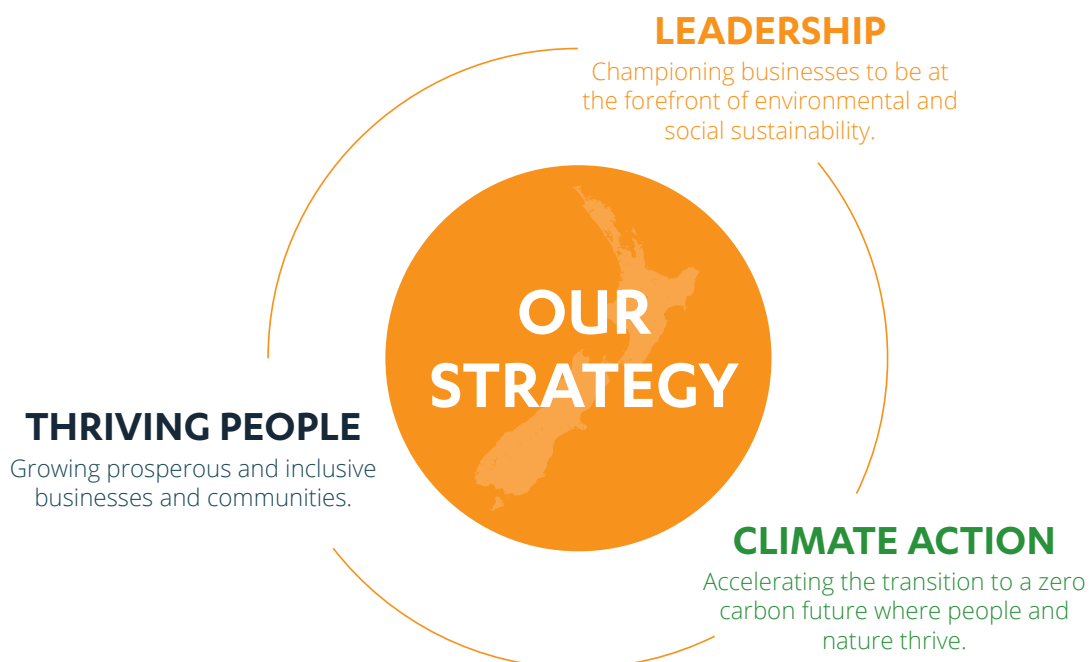 LEADERSHIP
Championing businesses to be at
the forefront of environmental and
social sustainability.
OUR
STRATEGY
THRIVING PEOPLE
Growing prosperous and inclusive
businesses and communities.
CLIMATE ACTION
Accelerating the transition to a zero
carbon future where people and
nature thrive.